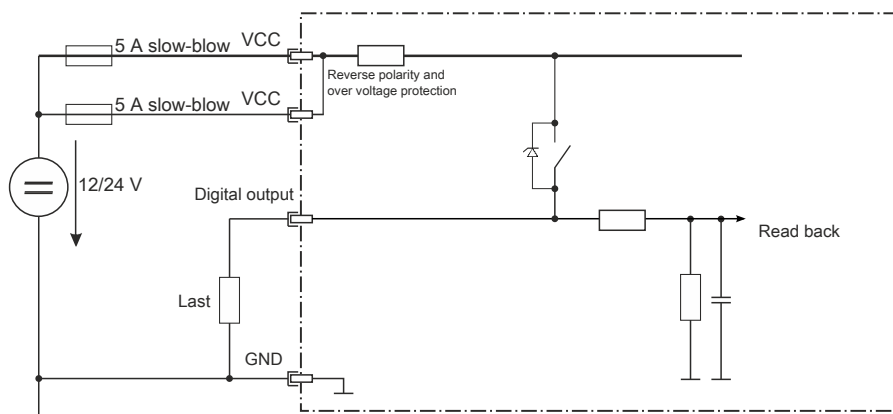 5 A slow-blow VCC
Reverse polarity and
over voltage protection
5 A slow-blow VCC
12/24 V
Digital output
Read back
Last
GND